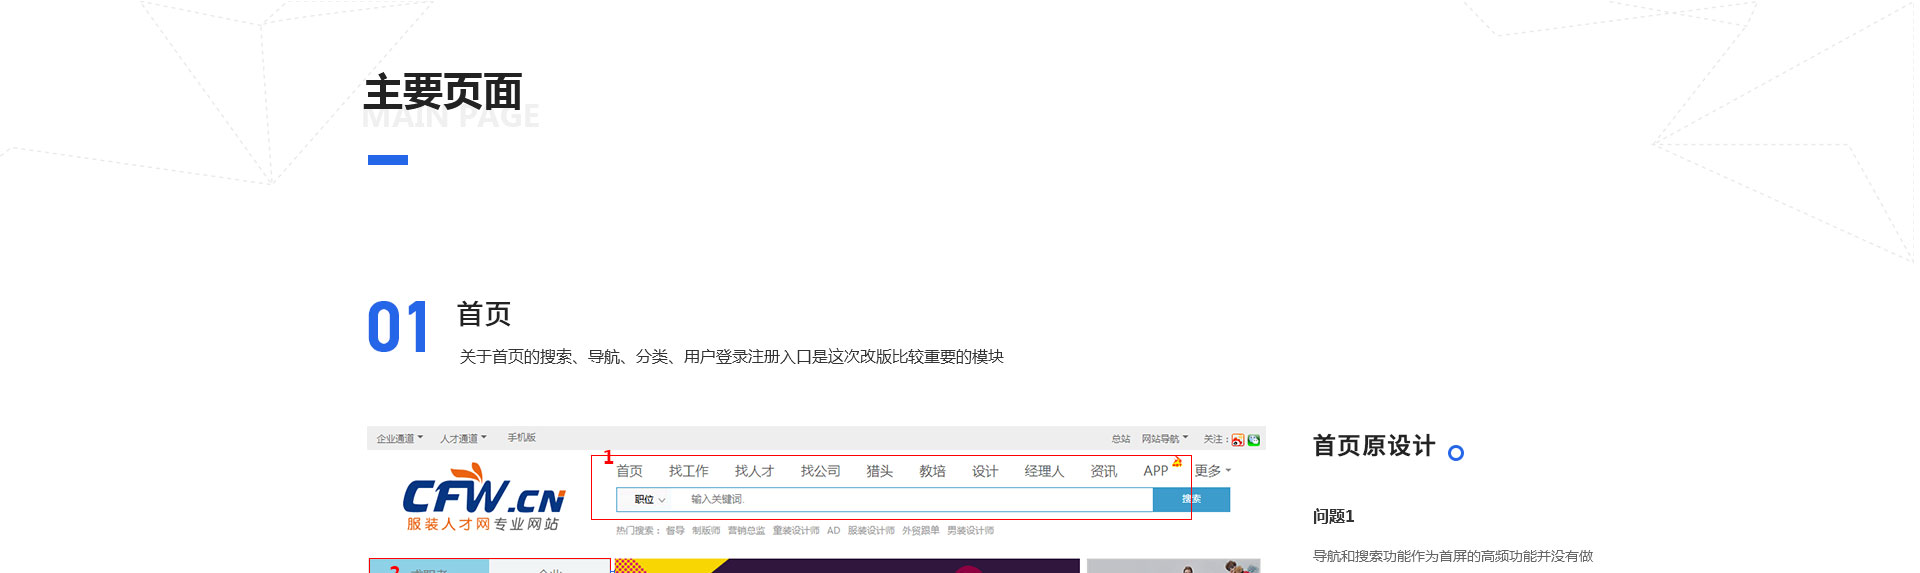 主要页面
MAIN PAGE
01
首页
关于首页的搜索、导航、分类、用户登录注册入口是这次改版比较重要的模块
企业通道 人才通道 手机版 总站 网站导航 关注：
首页原设计
1
首页 找工作 找人才 找公司 猎头 教培 设计 经理人 资讯 APP 更多
CFW.CN
服装人才网专业网站
职位 输入关键词. 搜索
热门搜索： 督导 制版师 营销总监 童装设计师 AD 服装设计师 外贸跟单 男装设计师
问题1
导航和搜索功能作为首屏的高频功能并没有做
2